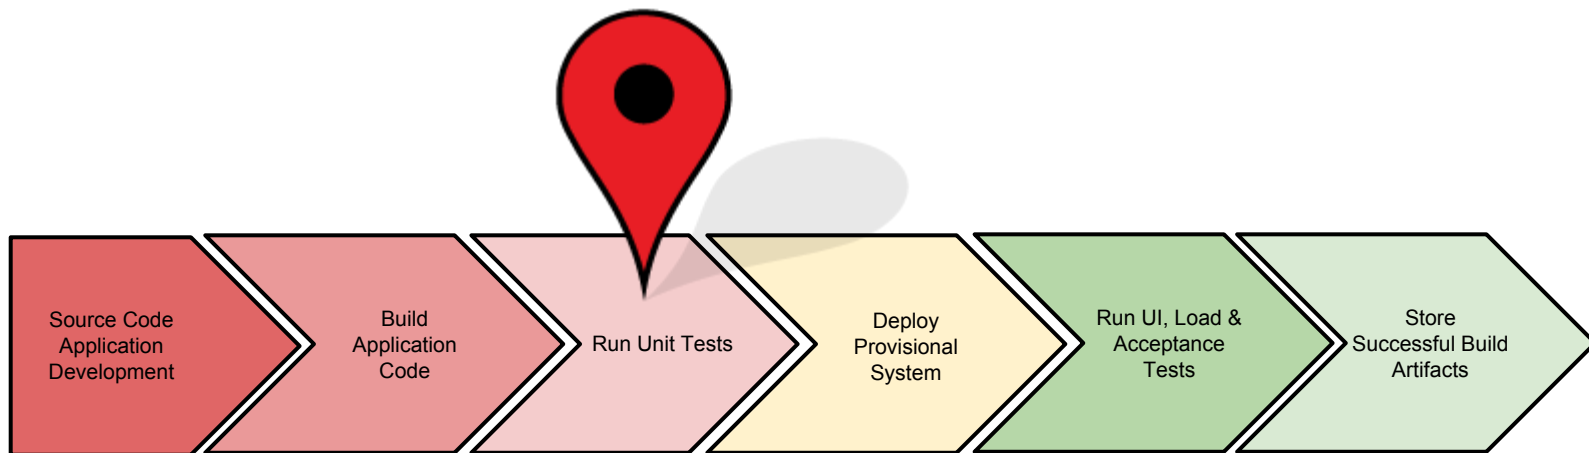 Source Code
Application
Development
Build
Application
Code
Run Unit Tests
Deploy
Provisional
System
Run UI, Load &
Acceptance
Tests
Store
Successful Build
Artifacts